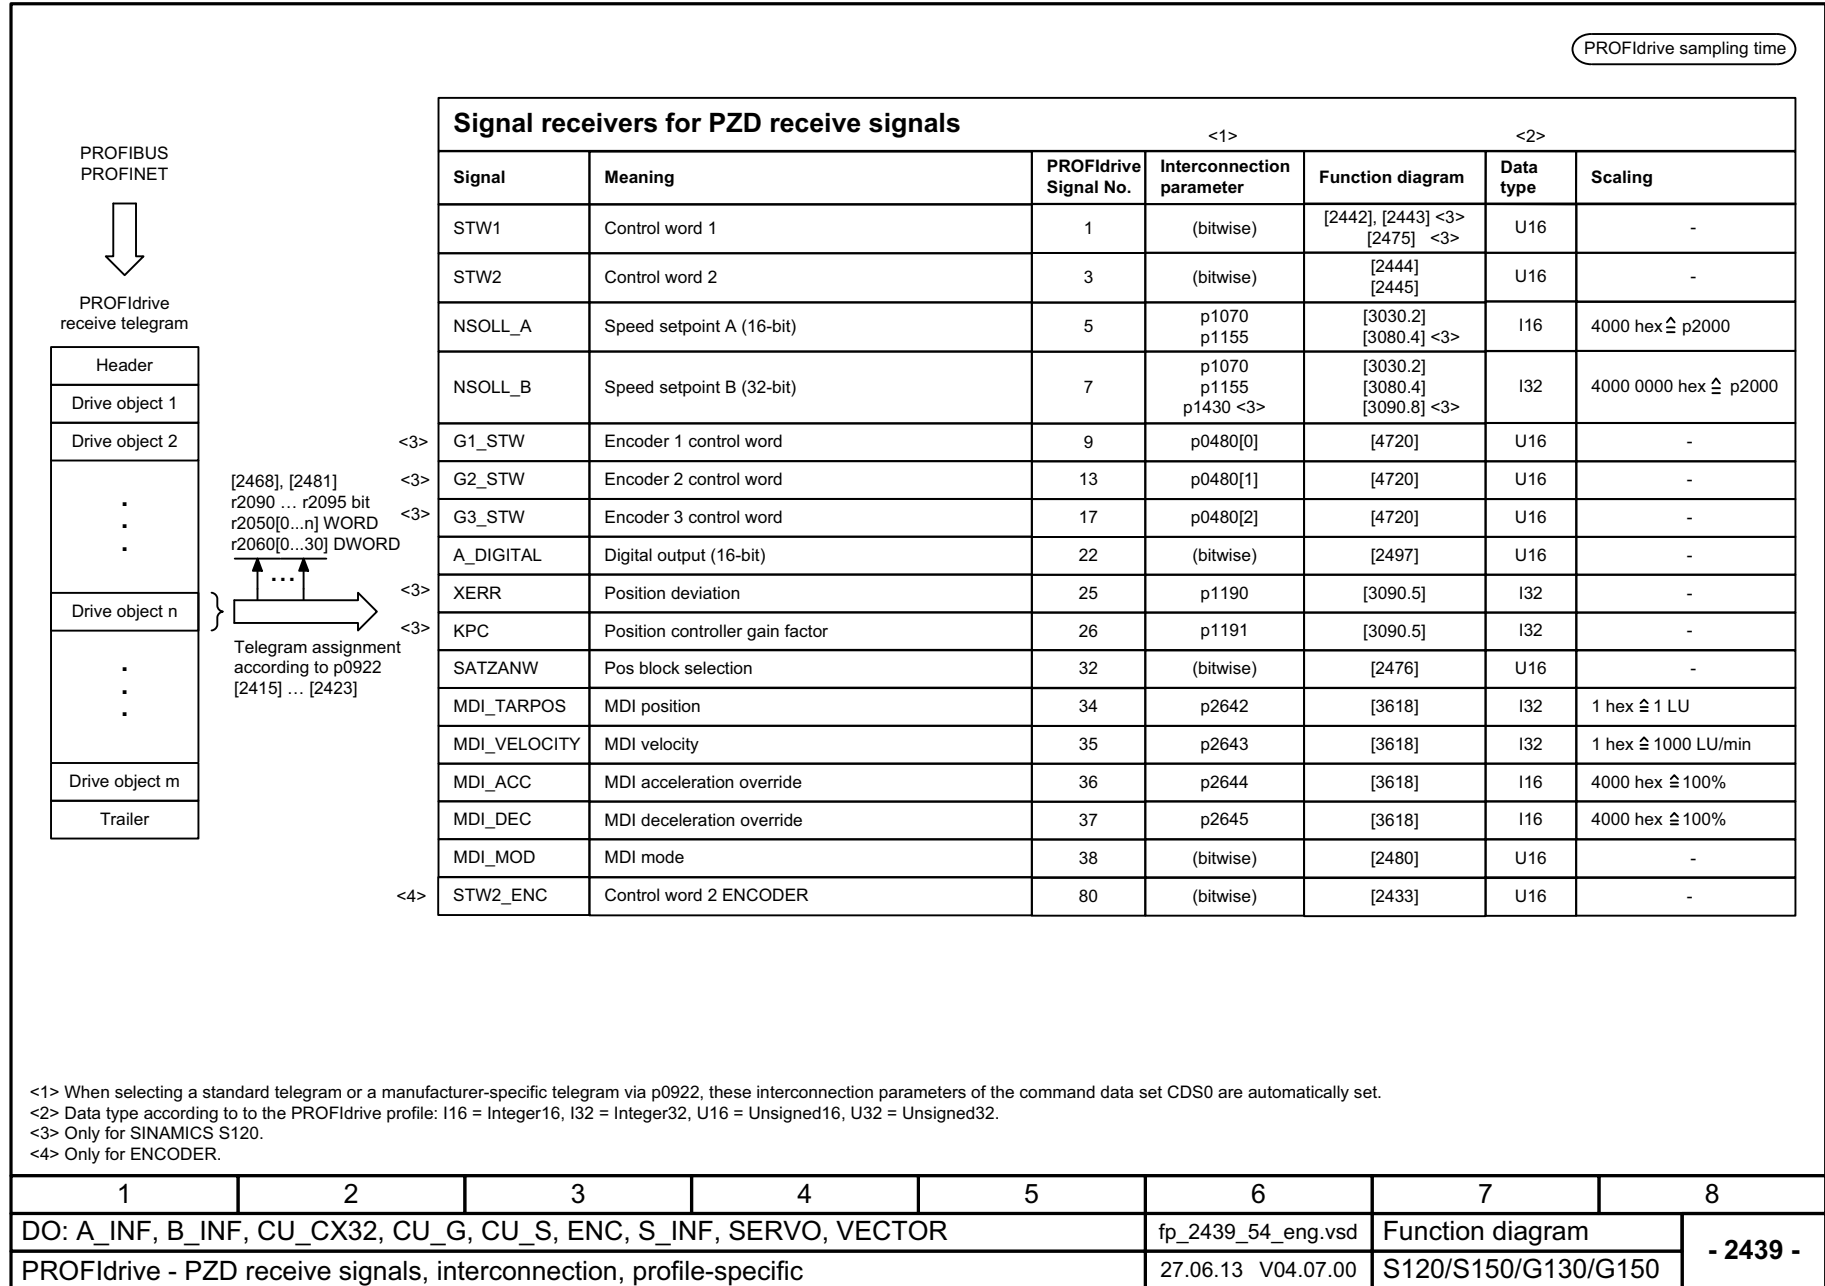 PROFIdrive sampling time
PROFIBUS
PROFINET
PROFIdrive
receive telegram
Header
Drive object 1
Drive object 2
.
.
.
Drive object n
.
.
.
Drive object m
Trailer
[2468], [2481]
r2090 … r2095 bit
r2050[0...n] WORD
r2060[0...30] DWORD
...
Telegram assignment
according to p0922
[2415] … [2423]
Signal receivers for PZD receive signals <1> <2>
Signal Meaning PROFIdrive Signal No. Interconnection parameter Function diagram Data type Scaling
STW1 Control word 1 1 (bitwise) [2442], [2443] <3> [2475] <3> U16 -
STW2 Control word 2 3 (bitwise) [2444] [2445] U16 -
NSOLL_A Speed setpoint A (16-bit) 5 p1070 p1155 [3030.2] [3080.4] <3> I16 4000 hex ≙ p2000
NSOLL_B Speed setpoint B (32-bit) 7 p1070 p1155 p1430 <3> [3030.2] [3080.4] [3090.8] <3> I32 4000 0000 hex ≙ p2000
<3> G1_STW Encoder 1 control word 9 p0480[0] [4720] U16 -
<3> G2_STW Encoder 2 control word 13 p0480[1] [4720] U16 -
<3> G3_STW Encoder 3 control word 17 p0480[2] [4720] U16 -
A_DIGITAL Digital output (16-bit) 22 (bitwise) [2497] U16 -
<3> XERR Position deviation 25 p1190 [3090.5] I32 -
<3> KPC Position controller gain factor 26 p1191 [3090.5] I32 -
SATZANW Pos block selection 32 (bitwise) [2476] U16 -
MDI_TARPOS MDI position 34 p2642 [3618] I32 1 hex ≙ 1 LU
MDI_VELOCITY MDI velocity 35 p2643 [3618] I32 1 hex ≙ 1000 LU/min
MDI_ACC MDI acceleration override 36 p2644 [3618] I16 4000 hex ≙ 100%
MDI_DEC MDI deceleration override 37 p2645 [3618] I16 4000 hex ≙ 100%
MDI_MOD MDI mode 38 (bitwise) [2480] U16 -
<4> STW2_ENC Control word 2 ENCODER 80 (bitwise) [2433] U16 -
<1> When selecting a standard telegram or a manufacturer-specific telegram via p0922, these interconnection parameters of the command data set CDS0 are automatically set.
<2> Data type according to to the PROFIdrive profile: I16 = Integer16, I32 = Integer32, U16 = Unsigned16, U32 = Unsigned32.
<3> Only for SINAMICS S120.
<4> Only for ENCODER.
1 2 3 4 5 6 7 8
DO: A_INF, B_INF, CU_CX32, CU_G, CU_S, ENC, S_INF, SERVO, VECTOR fp_2439_54_eng.vsd Function diagram - 2439 -
PROFIdrive - PZD receive signals, interconnection, profile-specific 27.06.13 V04.07.00 S120/S150/G130/G150